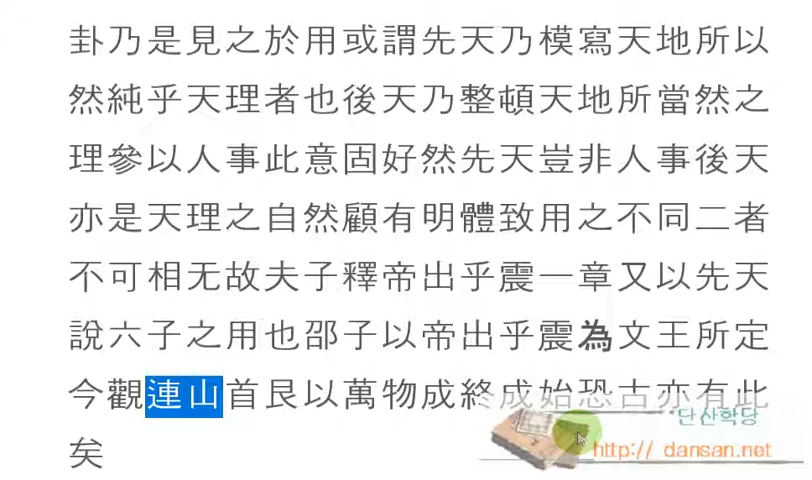 卦乃是見之於用或謂先天乃模寫天地所以
然純乎天理者也後天乃整頓天地所當然之
理參以人事此意固好然先天豈非人事後天
亦是天理之自然顧有明體致用之不同二者
不可相无故夫子釋帝出乎震一章又以先天
說六子之用也邵子以帝出乎震為文王所定
今觀連山首艮以萬物成終成始恐古亦有此
矣
단산학당
http:// dansan.net